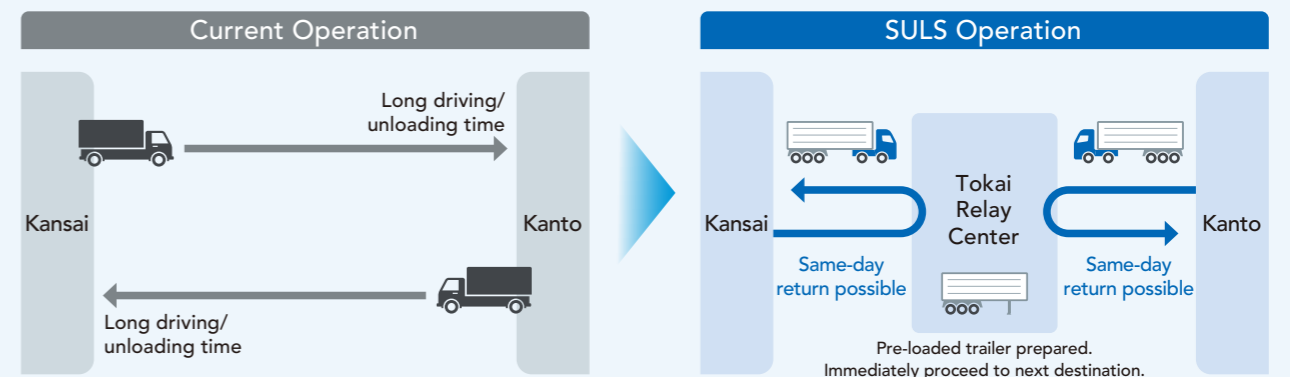 Current Operation
Kansai
Long driving/
unloading time
Kanto
Long driving/
unloading time
SULS Operation
Kansai
Same-day
return possible
Tokai
Relay
Center
Same-day
return possible
Kanto
Pre-loaded trailer prepared.
Immediately proceed to next destination.